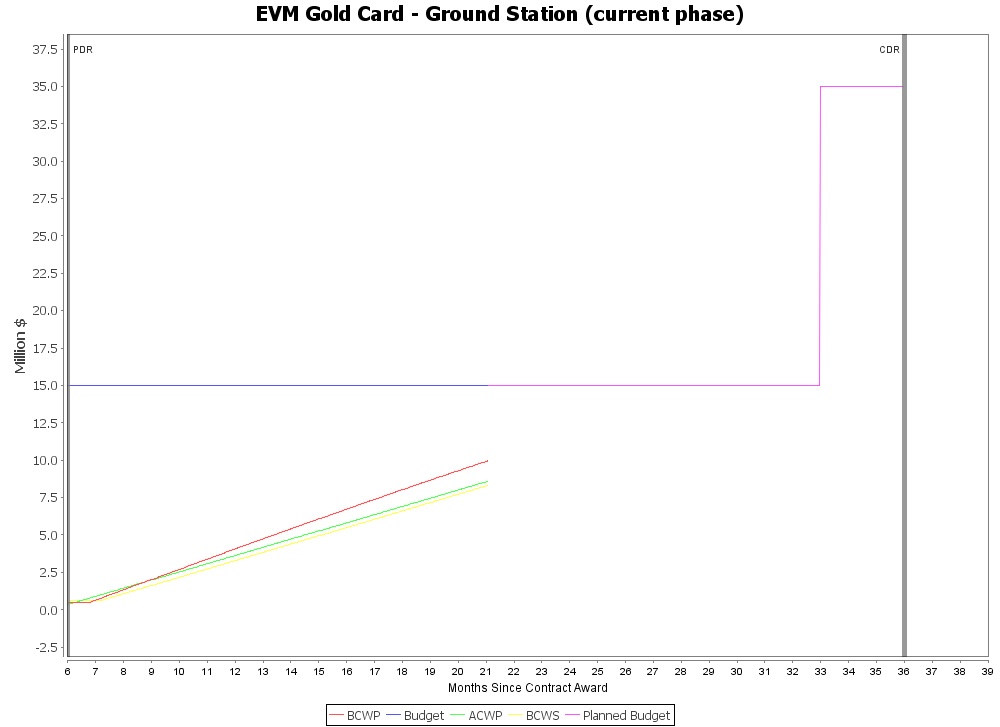 EVM Gold Card - Ground Station (current phase)
PDR
CDR
37.5
35.0
32.5
30.0
27.5
25.0
22.5
20.0
17.5
15.0
12.5
10.0
7.5
5.0
2.5
0.0
-2.5
Million $
6 7 8 9 10 11 12 13 14 15 16 17 18 19 20 21 22 23 24 25 26 27 28 29 30 31 32 33 34 35 36 37 38 39
Months Since Contract Award
BCWP Budget ACWP BCWS Planned Budget